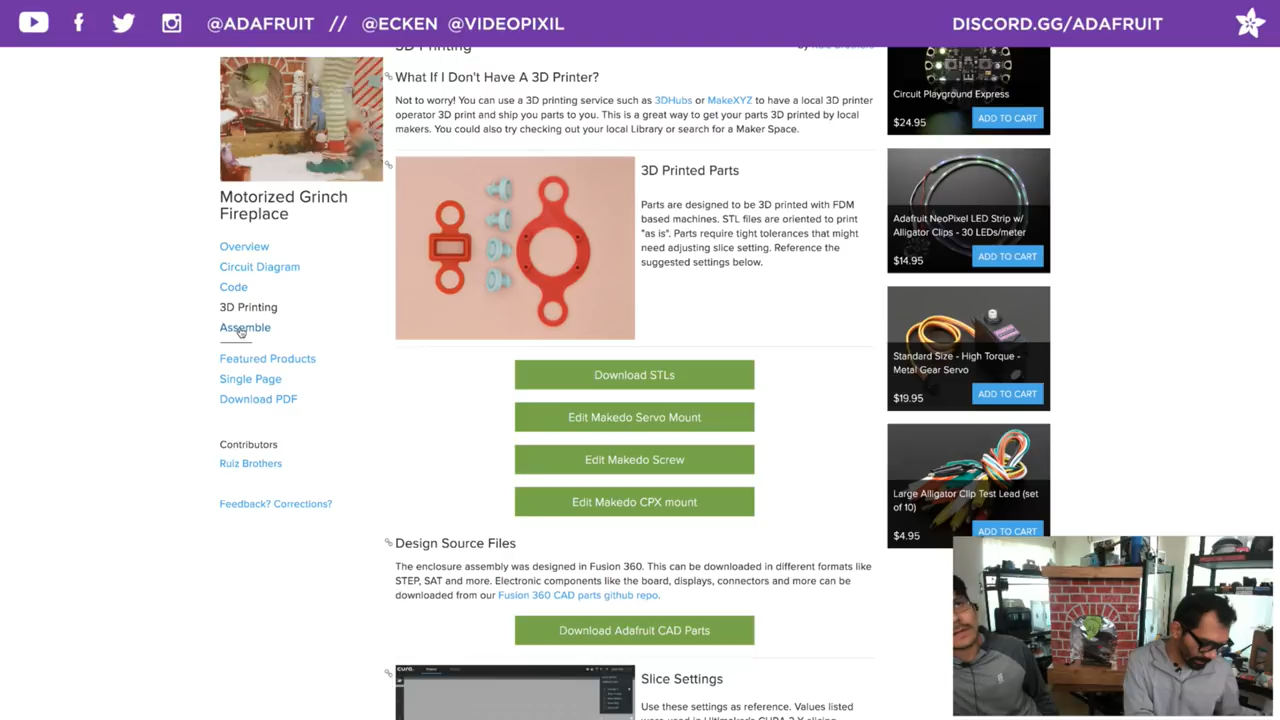 @ADAFRUIT // @ECKEN @VIDEOPIXIL
DISCORD.GG/ADAFRUIT
3D Printing
What If I Don't Have A 3D Printer?
Not to worry! You can use a 3D printing service such as 3DHubs or MakeXYZ to have a local 3D printer
operator 3D print and ship you parts to you. This is a great way to get your parts 3D printed by local
makers. You could also try checking out your local Library or search for a Maker Space.
Motorized Grinch
Fireplace
Overview
Circuit Diagram
Code
3D Printing
Assemble
Featured Products
Single Page
Download PDF
Contributors
Ruiz Brothers
Feedback? Corrections?
3D Printed Parts
Parts are designed to be 3D printed with FDM
based machines. STL files are oriented to print
"as is". Parts require tight tolerances that might
need adjusting slice setting. Reference the
suggested settings below.
Download STLs
Edit Makedo Servo Mount
Edit Makedo Screw
Edit Makedo CPX mount
Design Source Files
The enclosure assembly was designed in Fusion 360. This can be downloaded in different formats like
STEP, SAT and more. Electronic components like the board, displays, connectors and more can be
downloaded from our Fusion 360 CAD parts github repo.
Download Adafruit CAD Parts
cura.
Slice Settings
Use these settings as reference. Values listed
Circuit Playground Express
$24.95
ADD TO CART
Adafruit NeoPixel LED Strip w/
Alligator Clips - 30 LEDs/meter
$14.95
ADD TO CART
Standard Size - High Torque -
Metal Gear Servo
$19.95
ADD TO CART
Large Alligator Clip Test Lead (set
of 10)
$4.95
ADD TO CART